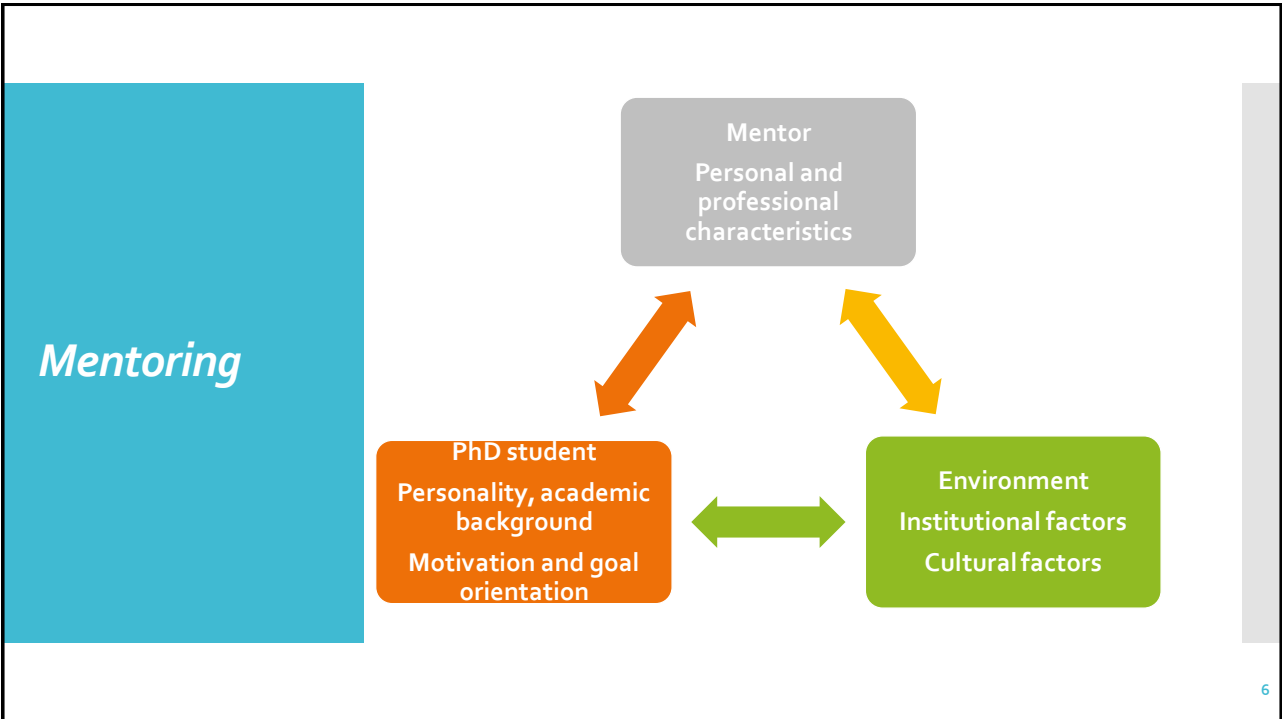 Mentoring
Mentor
Personal and
professional
characteristics
PhD student
Personality, academic
background
Motivation and goal
orientation
Environment
Institutional factors
Cultural factors
6